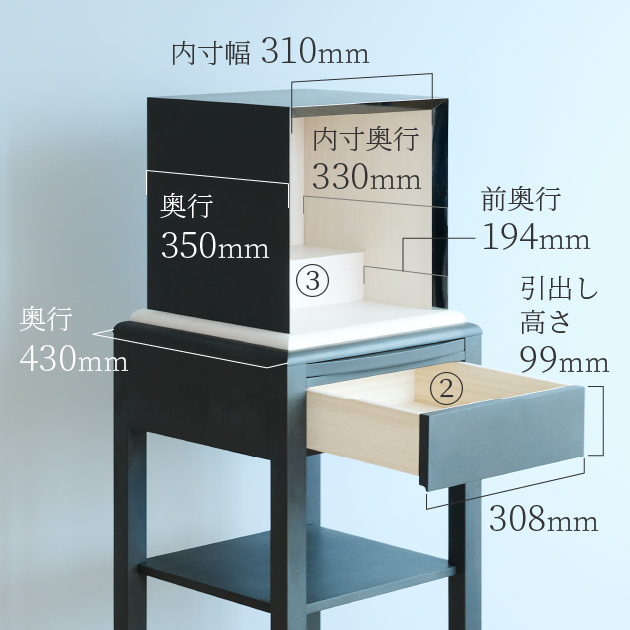 内寸幅 310mm
内寸奥行
330mm
奥行
350mm
前奥行
194mm
③
引出し
高さ
99mm
奥行
430mm
②
308mm